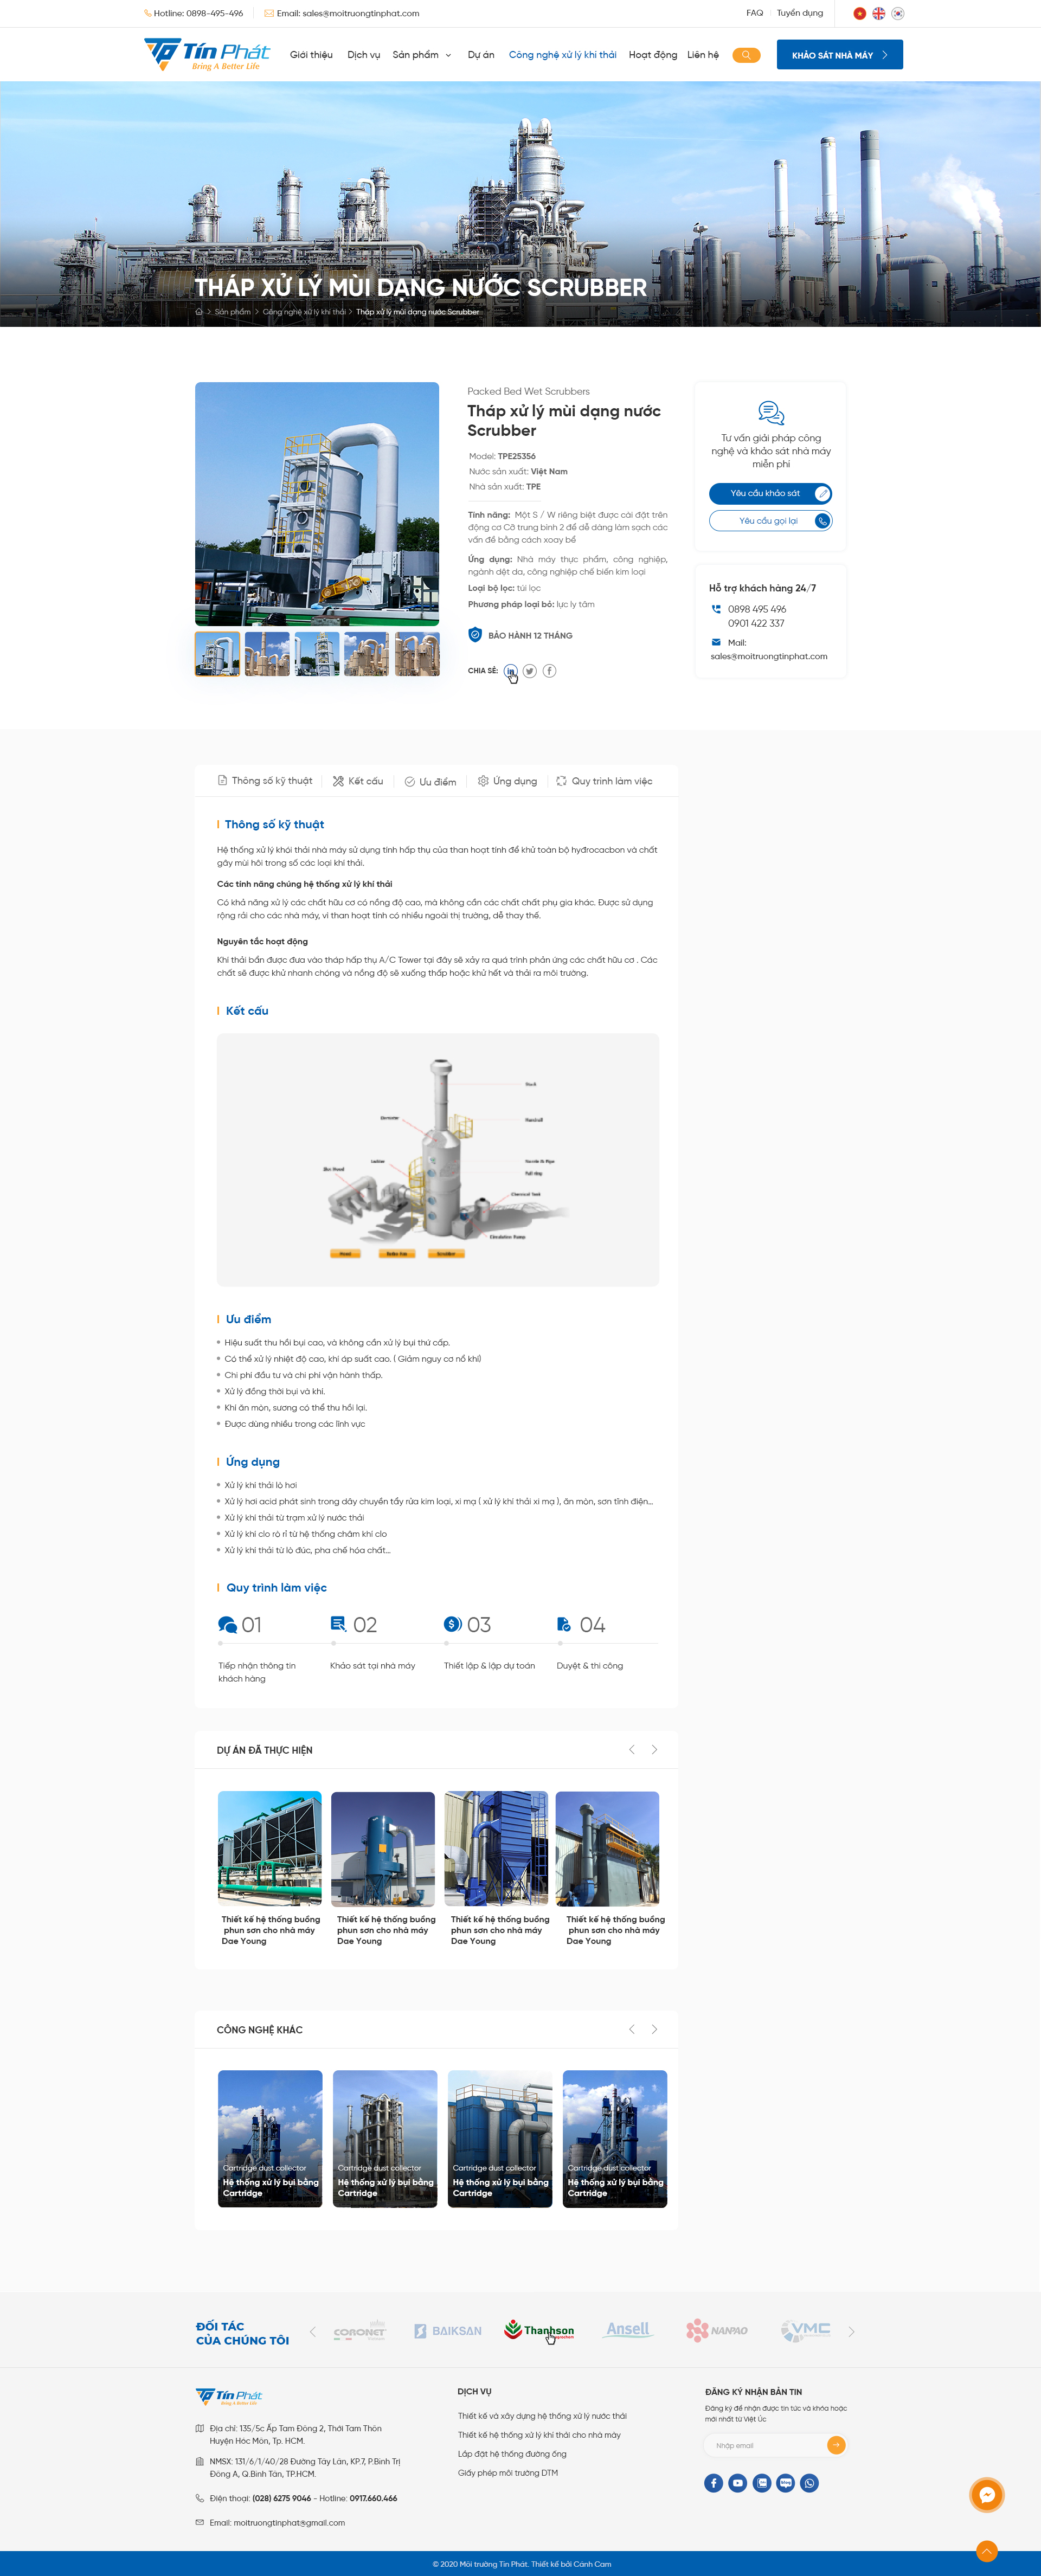 Hotline: 0898-495-496
Email: sales@moitruongtinphat.com
FAQ
Tuyển dụng
Tín Phát
Bring A Better Life
Giới thiệu
Dịch vụ
Sản phẩm
Dự án
Công nghệ xử lý khí thải
Hoạt động
Liên hệ
KHẢO SÁT NHÀ MÁY
THÁP XỬ LÝ MÙI DẠNG NƯỚC SCRUBBER
Sản phẩm > Công nghệ xử lý khí thải > Tháp xử lý mùi dạng nước Scrubber
Packed Bed Wet Scrubbers
Tháp xử lý mùi dạng nước
Scrubber
Model: TPE25356
Nước sản xuất: Việt Nam
Nhà sản xuất: TPE
Tính năng: Một S / W riêng biệt được cài đặt trên
động cơ Cỡ trung bình 2 để dễ dàng làm sạch các
vấn đề bằng cách xoay bể
Ứng dụng: Nhà máy thực phẩm, công nghiệp,
ngành dệt da, công nghiệp chế biến kim loại
Loại bộ lọc: túi lọc
Phương pháp loại bỏ: lực ly tâm
BẢO HÀNH 12 THÁNG
CHIA SẺ:
Tư vấn giải pháp công
nghệ và khảo sát nhà máy
miễn phí
Yêu cầu khảo sát
Yêu cầu gọi lại
Hỗ trợ khách hàng 24/7
0898 495 496
0901 422 337
Mail:
sales@moitruongtinphat.com
Thông số kỹ thuật
Kết cấu
Ưu điểm
Ứng dụng
Quy trình làm việc
Thông số kỹ thuật
Hệ thống xử lý khói thải nhà máy sử dụng tính hấp thụ của than hoạt tính để khử toàn bộ hyđrocacbon và chất
gây mùi hôi trong số các loại khí thải.
Các tính năng chúng hệ thống xử lý khí thải
Có khả năng xử lý các chất hữu cơ có nồng độ cao, mà không cần các chất chất phụ gia khác. Được sử dụng
rộng rải cho các nhà máy, vì than hoạt tính có nhiều ngoài thị trường, dễ thay thế.
Nguyên tắc hoạt động
Khí thải bẩn được đưa vào tháp hấp thụ A/C Tower tại đây sẽ xảy ra quá trình phản ứng các chất hữu cơ . Các
chất sẽ được khử nhanh chóng và nồng độ sẽ xuống thấp hoặc khử hết và thải ra môi trường.
Kết cấu
Stack
Demister
Handrail
Ladder
Nozzle & Pipe
Pall ring
Chemical Tank
Circulation Pump
Scrubber
Ưu điểm
Hiệu suất thu hồi bụi cao, và không cần xử lý bụi thứ cấp.
Có thể xử lý nhiệt độ cao, khí áp suất cao. ( Giảm nguy cơ nổ khí)
Chi phí đầu tư và chi phí vận hành thấp.
Xử lý đồng thời bụi và khí.
Khí ăn mòn, sương có thể thu hồi lại.
Được dùng nhiều trong các lĩnh vực
Ứng dụng
Xử lý khí thải lò hơi
Xử lý hơi acid phát sinh trong dây chuyền tẩy rửa kim loại, xi mạ ( xử lý khí thải xi mạ ), ăn mòn, sơn tĩnh điện…
Xử lý khí thải từ trạm xử lý nước thải
Xử lý khí clo rò rỉ từ hệ thống châm khí clo
Xử lý khí thải từ lò đúc, pha chế hóa chất…
Quy trình làm việc
01
02
03
04
Tiếp nhận thông tin
khách hàng
Khảo sát tại nhà máy
Thiết lập & lập dự toán
Duyệt & thi công
DỰ ÁN ĐÃ THỰC HIỆN
Thiết kế hệ thống buồng
phun sơn cho nhà máy
Dae Young
Thiết kế hệ thống buồng
phun sơn cho nhà máy
Dae Young
Thiết kế hệ thống buồng
phun sơn cho nhà máy
Dae Young
Thiết kế hệ thống buồng
phun sơn cho nhà máy
Dae Young
CÔNG NGHỆ KHÁC
Cartridge dust collector
Hệ thống xử lý bụi bằng
Cartridge
Cartridge dust collector
Hệ thống xử lý bụi bằng
Cartridge
Cartridge dust collector
Hệ thống xử lý bụi bằng
Cartridge
Cartridge dust collector
Hệ thống xử lý bụi bằng
Cartridge
ĐỐI TÁC
CỦA CHÚNG TÔI
CORONET
BAIKSAN
Thanhson
Ansell
NANPAO
VMC
Tín Phát
Bring A Better Life
Địa chỉ: 135/5c Ấp Tam Đông 2, Thới Tam Thôn
Huyện Hóc Môn, Tp. HCM.
NMSX: 131/6/1/40/28 Đường Tây Lân, KP.7, P.Bình Trị
Đông A, Q.Bình Tân, TP.HCM.
Điện thoại: (028) 6275 9046 - Hotline: 0917.660.466
Email: moitruongtinphat@gmail.com
DỊCH VỤ
Thiết kế và xây dựng hệ thống xử lý nước thải
Thiết kế hệ thống xử lý khí thải cho nhà máy
Lắp đặt hệ thống đường ống
Giấy phép môi trường DTM
ĐĂNG KÝ NHẬN BẢN TIN
Đăng ký để nhận được tin tức và khóa hoặc
mới nhất từ Việt Úc
Nhập email
© 2020 Môi trường Tín Phát. Thiết kế bởi Cánh Cam